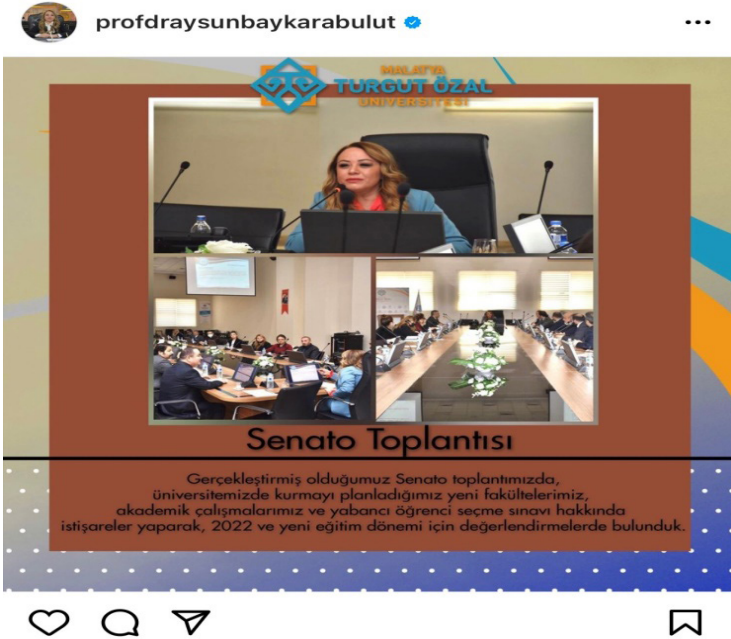 profdraysunbaykarabulut
MALATYA
TURGUT ÖZAL
ÜNİVERSİTESİ
Senato Toplantısı
Gerçekleştirmiş olduğumuz Senato toplantımızda,
üniversitemizde kurmayı planladığımız yeni fakültelerimiz,
akademik çalışmalarımız ve yabancı öğrenci seçme sınavı hakkında
istişareler yaparak, 2022 ve yeni eğitim dönemi için değerlendirmelerde bulunduk.